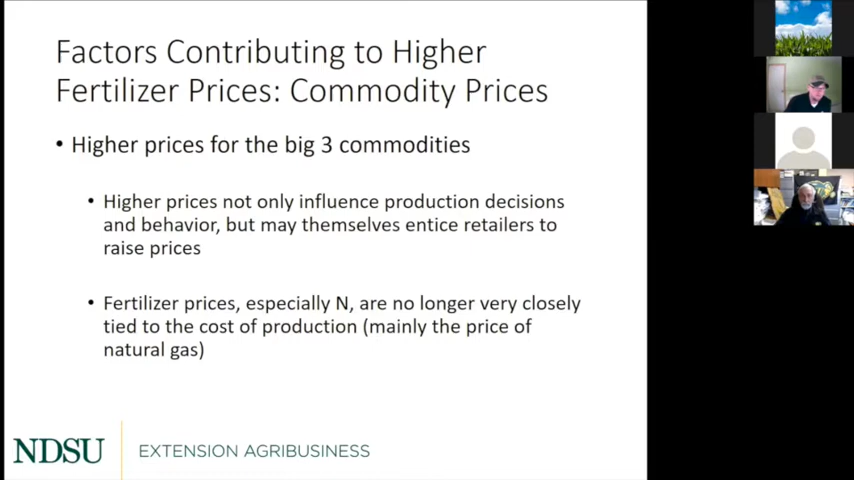 Factors Contributing to Higher
Fertilizer Prices: Commodity Prices
• Higher prices for the big 3 commodities
• Higher prices not only influence production decisions
and behavior, but may themselves entice retailers to
raise prices
• Fertilizer prices, especially N, are no longer very closely
tied to the cost of production (mainly the price of
natural gas)
NDSU
EXTENSION AGRIBUSINESS